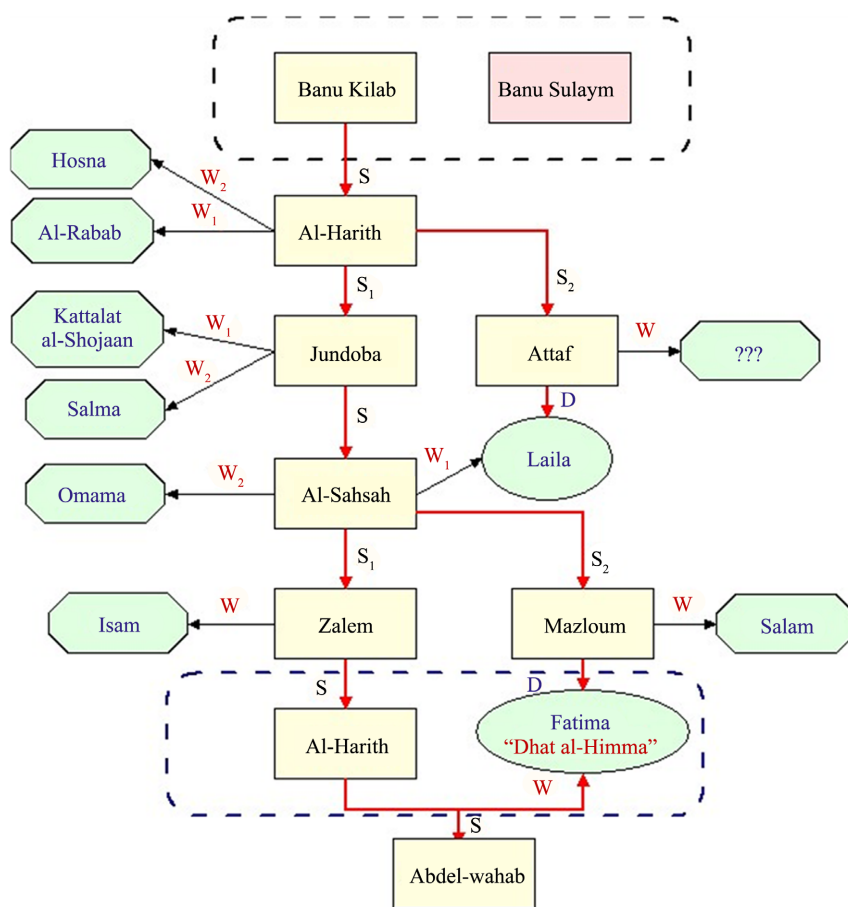 Banu Kilab
Banu Sulaym
S
Hosna
W2
Al-Rabab
W1
Al-Harith
S1
S2
Kattalat
al-Shojaan
W1
Jundoba
Attaf
W
???
W2
Salma
S
D
W1
Laila
Omama
W2
Al-Sahsah
S1
S2
Isam
W
Zalem
Mazloum
W
Salam
S
D
Al-Harith
Fatima
“Dhat al-Himma”
W
S
Abdel-wahab